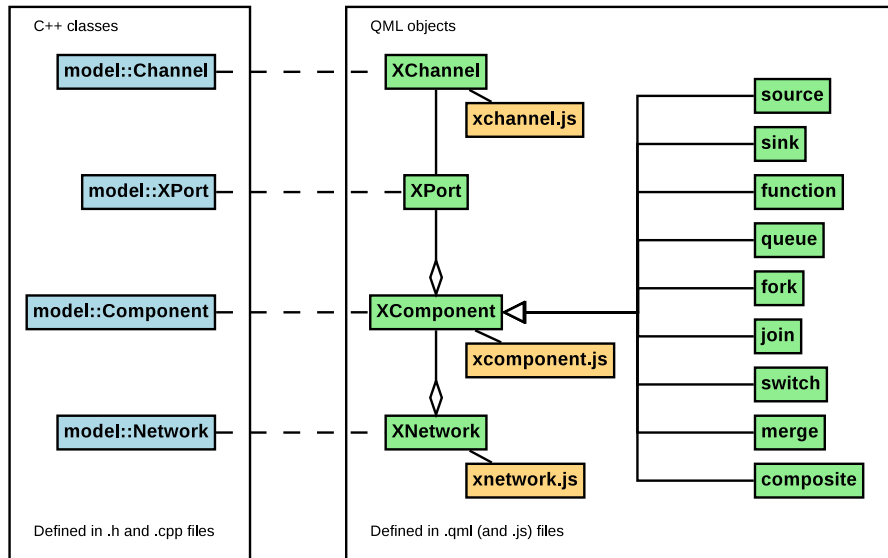 C++ classes
QML objects
model::Channel
XChannel
xchannel.js
model::XPort
XPort
model::Component
XComponent
xcomponent.js
model::Network
XNetwork
xnetwork.js
source
sink
function
queue
fork
join
switch
merge
composite
Defined in .h and .cpp files
Defined in .qml (and .js) files